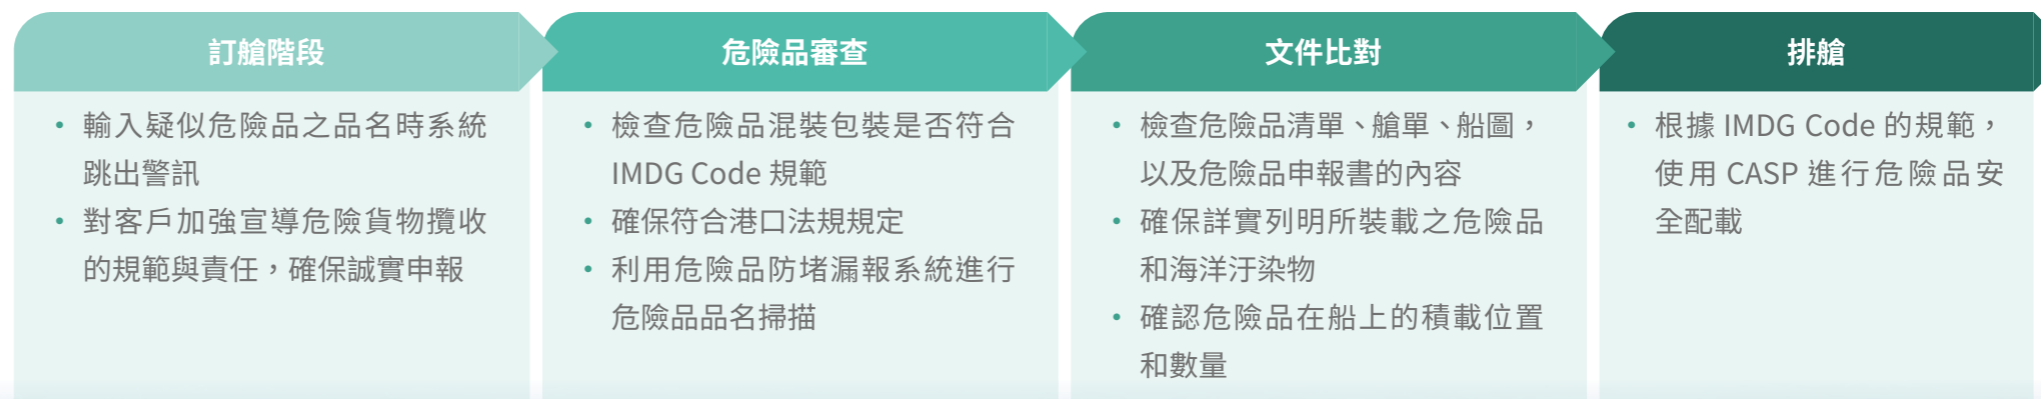 訂艙階段
• 輸入疑似危險品之品名時系統
跳出警訊
• 對客戶加強宣導危險貨物攬收
的規範與責任，確保誠實申報
危險品審查
• 檢查危險品混裝包裝是否符合
IMDG Code 規範
• 確保符合港口法規規定
• 利用危險品防堵漏報系統進行
危險品品名掃描
文件比對
• 檢查危險品清單、艙單、船圖，
以及危險品申報書的內容
• 確保詳實列明所裝載之危險品
和海洋汙染物
• 確認危險品在船上的積載位置
和數量
排艙
• 根據 IMDG Code 的規範，
使用 CASP 進行危險品安
全配載